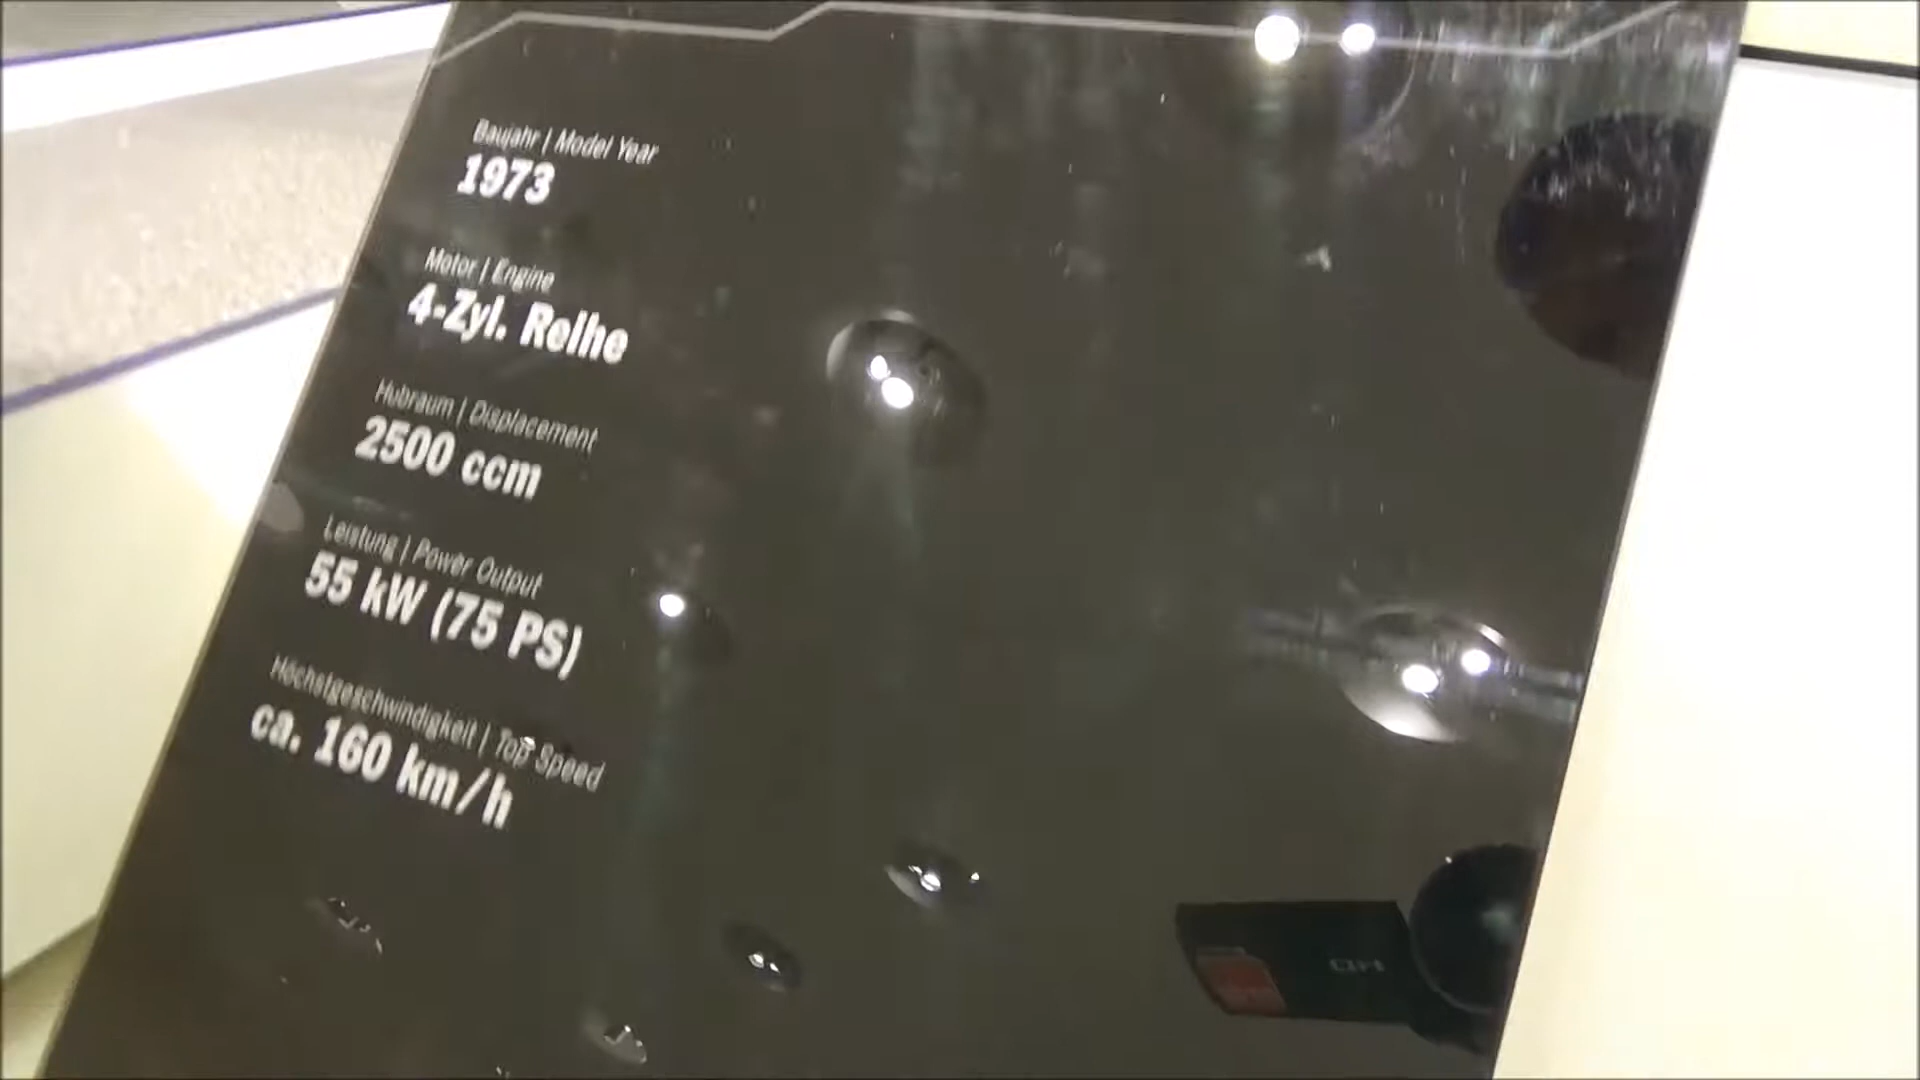 Baujahr | Model Year
1973
Motor | Engine
4-Zyl. Reihe
Hubraum | Displacement
2500 ccm
Leistung | Power Output
55 kW (75 PS)
Höchstgeschwindigkeit | Top Speed
ca. 160 km/h